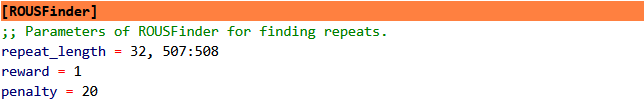 [ROUSFinder]
;; Parameters of ROUSFinder for finding repeats.
repeat_length = 32, 507:508
reward = 1
penalty = 20